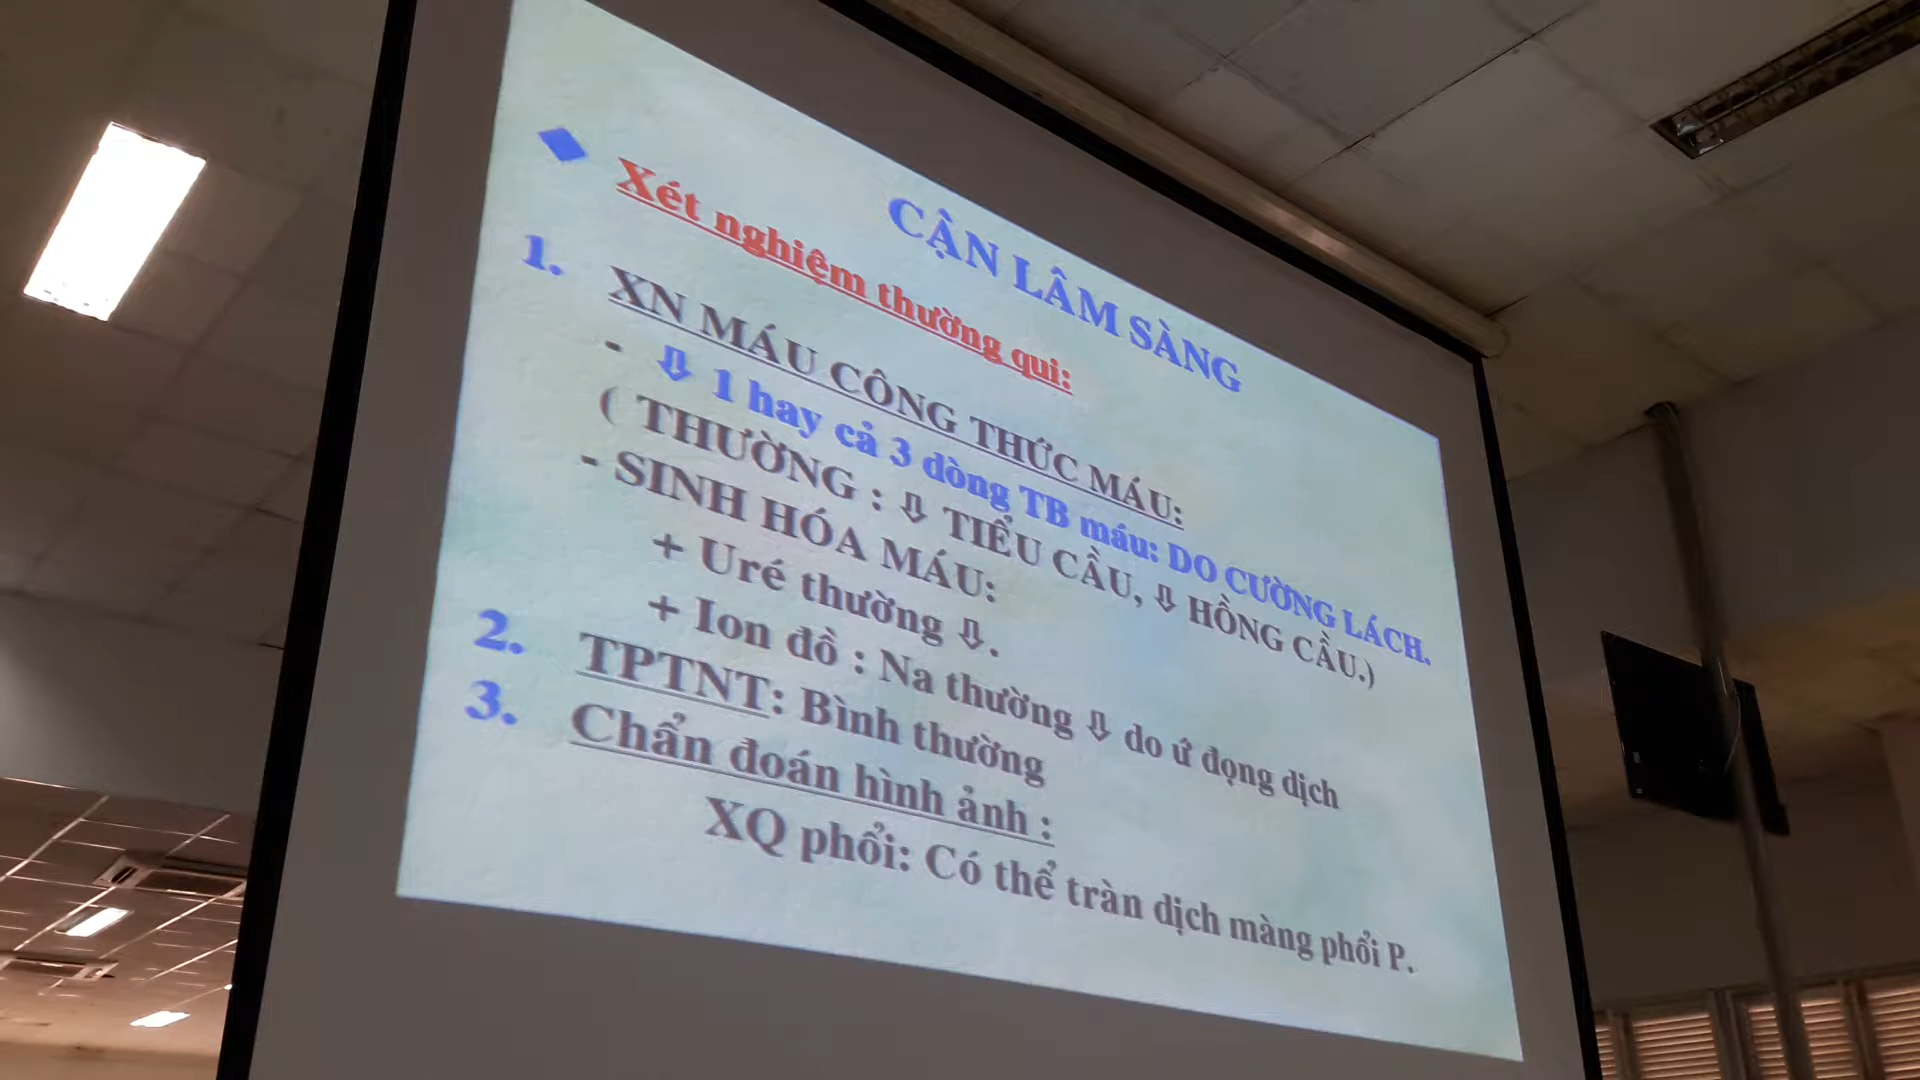 CẬN LÂM SÀNG
◆ Xét nghiệm thường qui:
1. XN MÁU CÔNG THỨC MÁU:
- ⇩ 1 hay cả 3 dòng TB máu: DO CƯỜNG LÁCH.
( THƯỜNG : ⇩ TIỂU CẦU, ⇩ HỒNG CẦU.)
- SINH HÓA MÁU:
+ Uré thường ⇩.
+ Ion đồ : Na thường ⇩ do ứ đọng dịch
2. TPTNT: Bình thường
3. Chẩn đoán hình ảnh :
XQ phổi: Có thể tràn dịch màng phổi P.